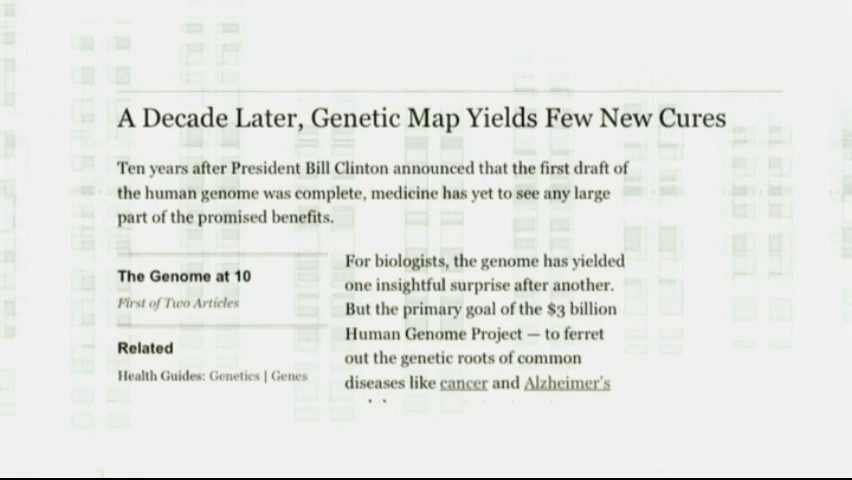 A Decade Later, Genetic Map Yields Few New Cures
Ten years after President Bill Clinton announced that the first draft of
the human genome was complete, medicine has yet to see any large
part of the promised benefits.
The Genome at 10
First of Two Articles
Related
Health Guides: Genetics | Genes
For biologists, the genome has yielded
one insightful surprise after another.
But the primary goal of the $3 billion
Human Genome Project — to ferret
out the genetic roots of common
diseases like cancer and Alzheimer's